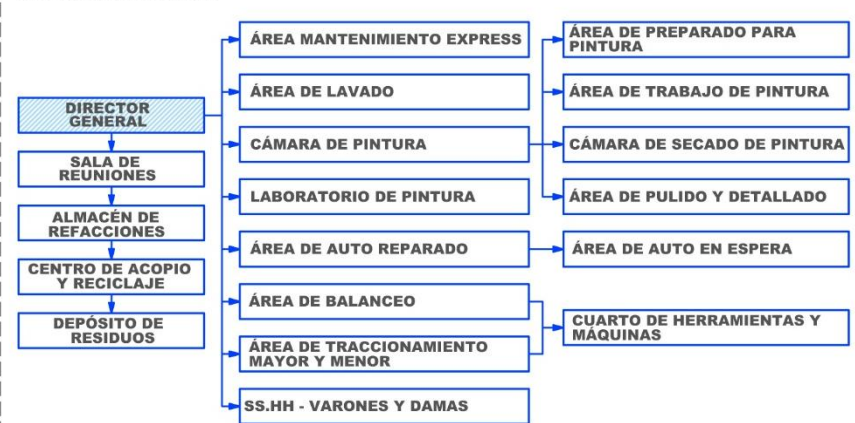 DIRECTOR
GENERAL
SALA DE
REUNIONES
ALMACÉN DE
REFACCIONES
CENTRO DE ACOPIO
Y RECICLAJE
DEPÓSITO DE
RESIDUOS
ÁREA MANTENIMIENTO EXPRESS
ÁREA DE LAVADO
CÁMARA DE PINTURA
LABORATORIO DE PINTURA
ÁREA DE AUTO REPARADO
ÁREA DE BALANCEO
ÁREA DE TRACCIONAMIENTO
MAYOR Y MENOR
SS.HH - VARONES Y DAMAS
ÁREA DE PREPARADO PARA
PINTURA
ÁREA DE TRABAJO DE PINTURA
CÁMARA DE SECADO DE PINTURA
ÁREA DE PULIDO Y DETALLADO
ÁREA DE AUTO EN ESPERA
CUARTO DE HERRAMIENTAS Y
MÁQUINAS